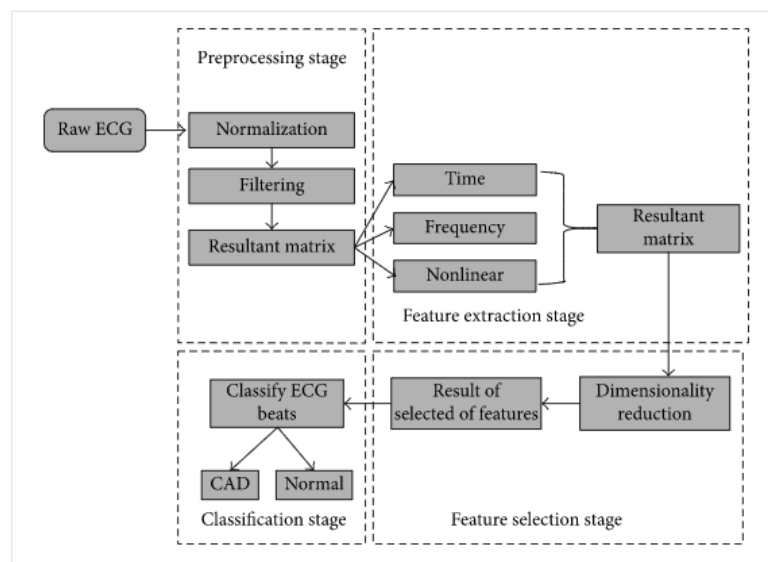 Preprocessing stage
Raw ECG
Normalization
Filtering
Resultant matrix
Time
Frequency
Nonlinear
Resultant
matrix
Feature extraction stage
Dimensionality
reduction
Result of
selected of features
Classify ECG
beats
CAD
Normal
Classification stage
Feature selection stage